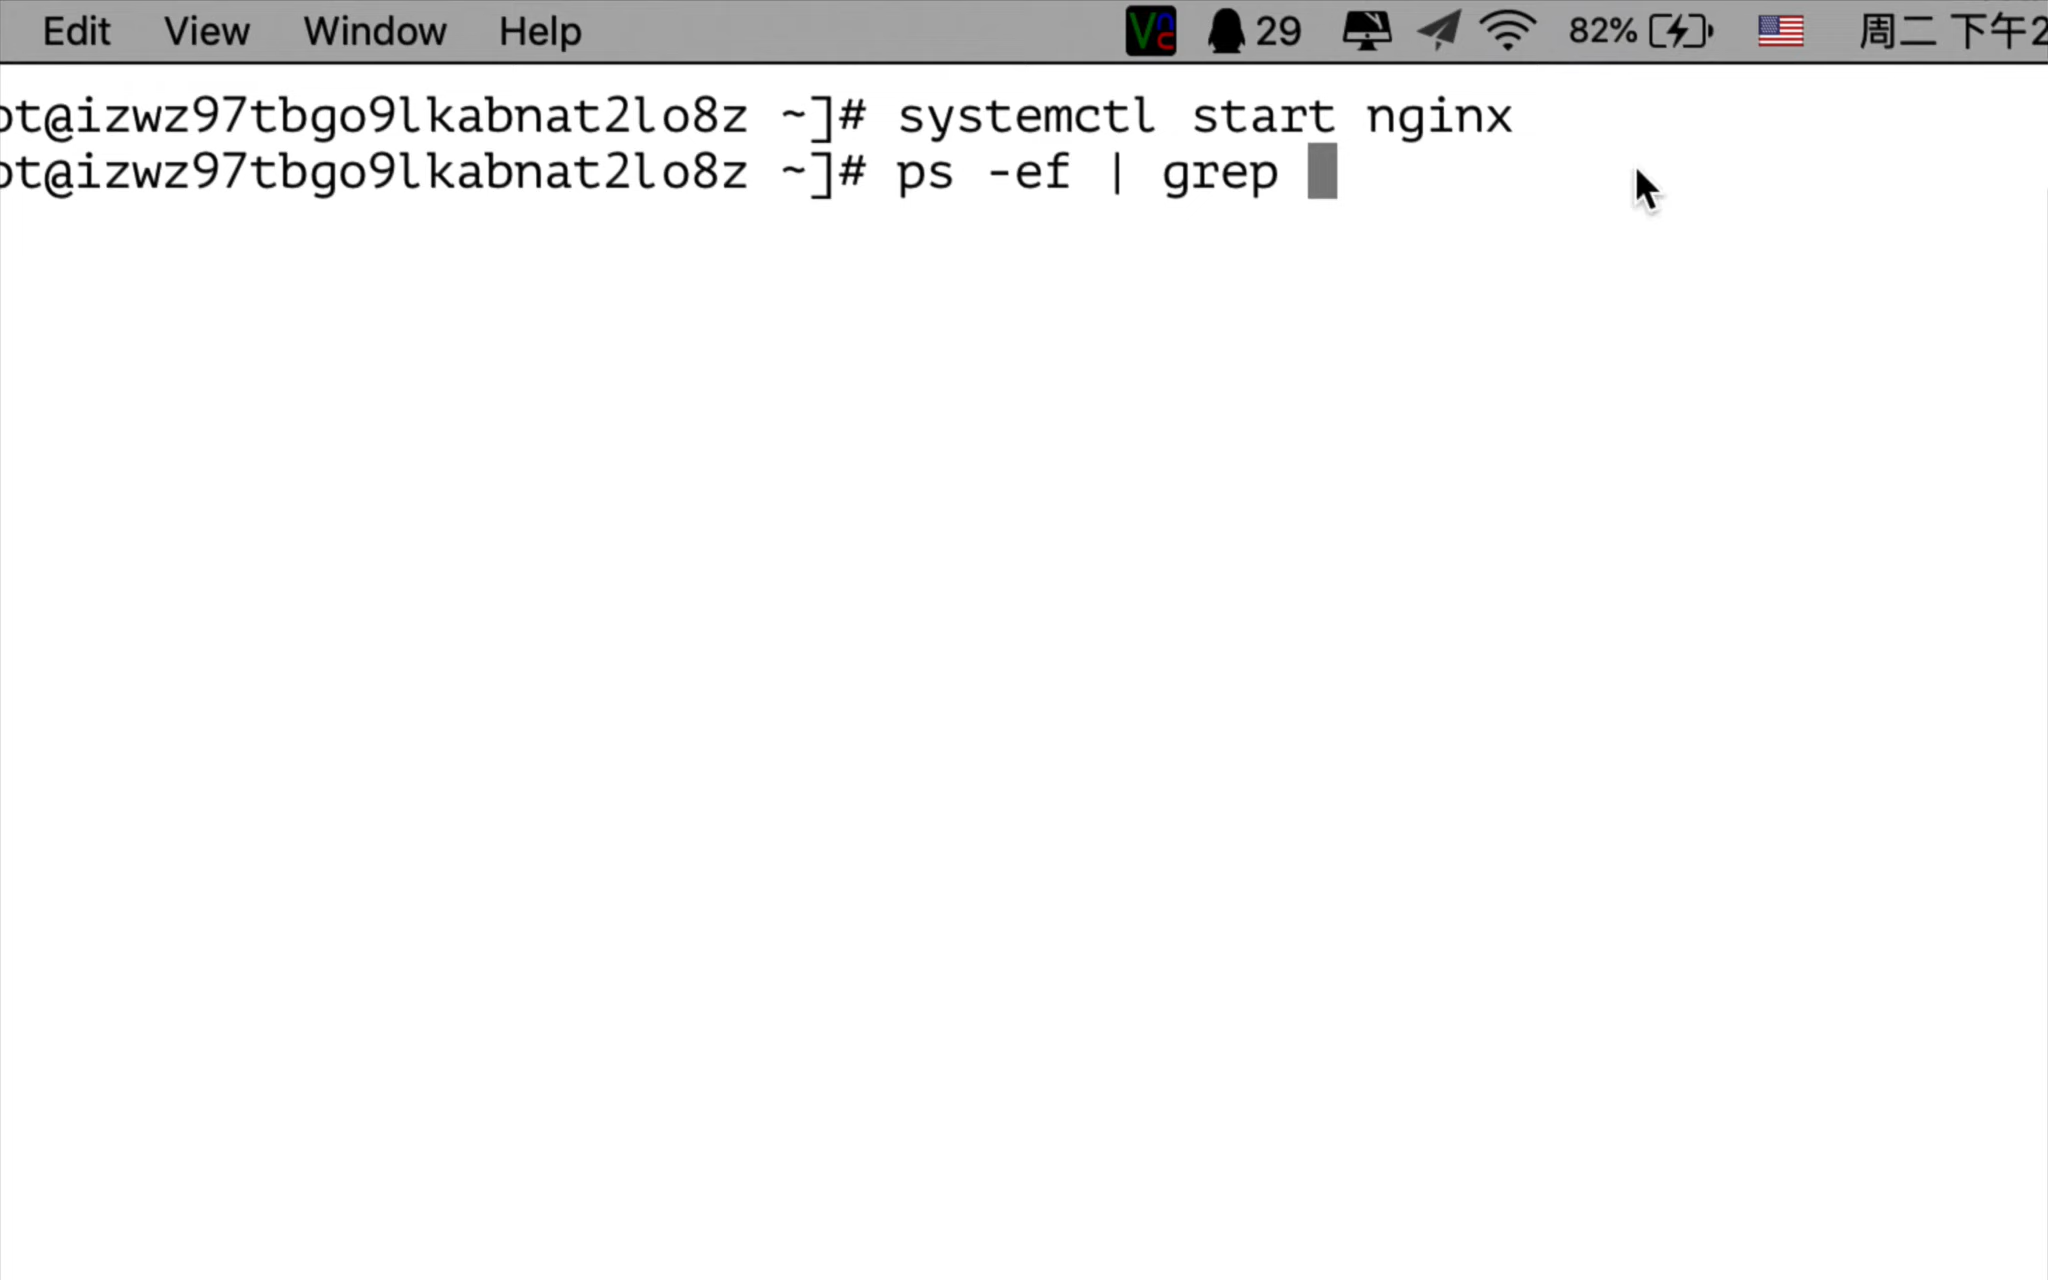 Edit View Window Help Vnc 29 82% 周二 下午2
ot@izwz97tbgo9lkabnat2lo8z ~]# systemctl start nginx
ot@izwz97tbgo9lkabnat2lo8z ~]# ps -ef | grep